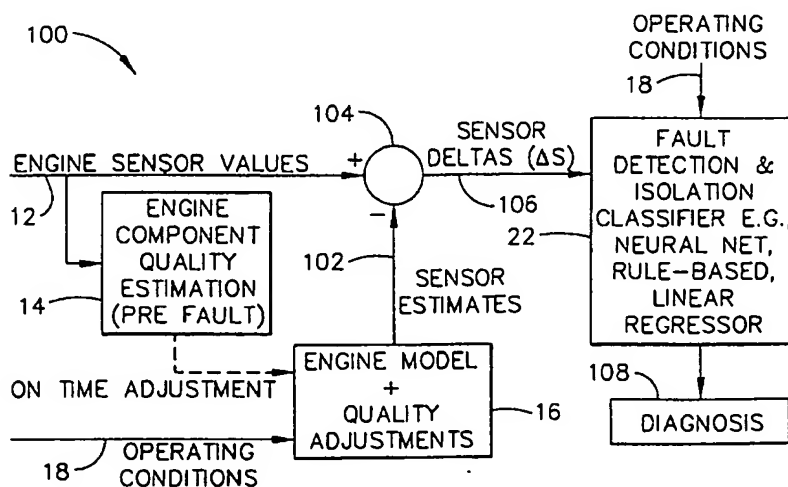 100
OPERATING
CONDITIONS
18
104
SENSOR
DELTAS (ΔS)
ENGINE SENSOR VALUES
+
−
12
106
FAULT
DETECTION &
ISOLATION
CLASSIFIER E.G.,
NEURAL NET,
RULE-BASED,
LINEAR
REGRESSOR
22
ENGINE
COMPONENT
QUALITY
ESTIMATION
(PRE FAULT)
14
102
SENSOR
ESTIMATES
ON TIME ADJUSTMENT
ENGINE MODEL
+
QUALITY
ADJUSTMENTS
16
108
DIAGNOSIS
18
OPERATING
CONDITIONS